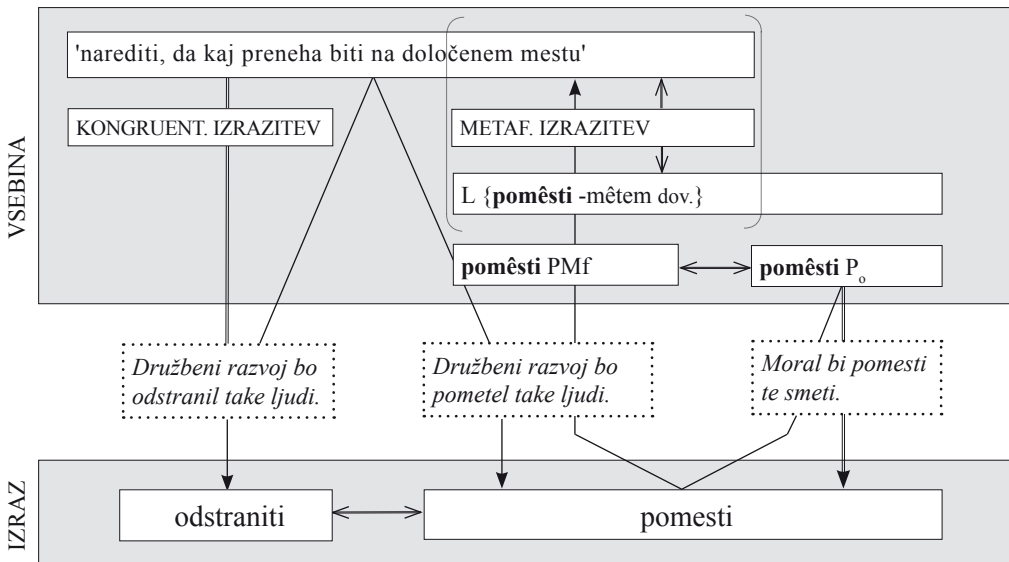 VSEBINA
'narediti, da kaj preneha biti na določenem mestu'
KONGRUENT. IZRAZITEV
METAF. IZRAZITEV
L {pomêsti -mêtem dov.}
pomêsti PMf
pomêsti Po
Družbeni razvoj bo
odstranil take ljudi.
Družbeni razvoj bo
pometel take ljudi.
Moral bi pomesti
te smeti.
IZRAZ
odstraniti
pomesti